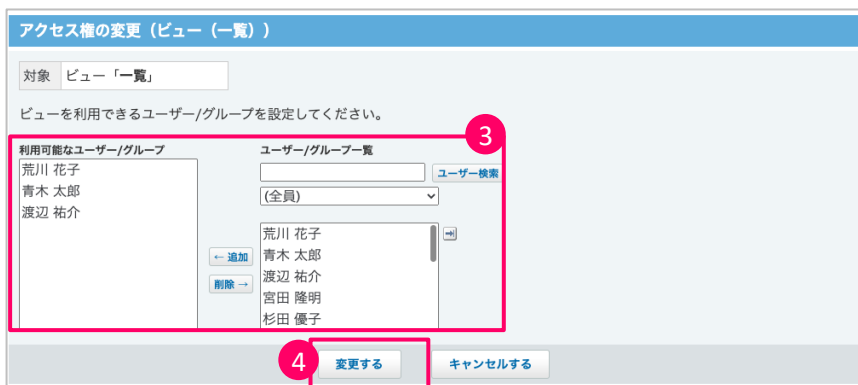 アクセス権の変更（ビュー（一覧））
対象 ビュー「一覧」
ビューを利用できるユーザー/グループを設定してください。
3
利用可能なユーザー/グループ
荒川 花子
青木 太郎
渡辺 祐介
ユーザー/グループ一覧
ユーザー検索
(全員)
← 追加
削除 →
荒川 花子
青木 太郎
渡辺 祐介
宮田 隆明
杉田 優子
4
変更する
キャンセルする